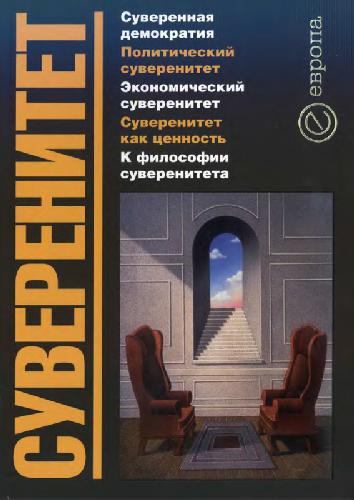 СУВЕРЕНИТЕТ
Суверенная
демократия
Политический
суверенитет
Экономический
суверенитет
Суверенитет
как ценность
К философии
суверенитета
европа